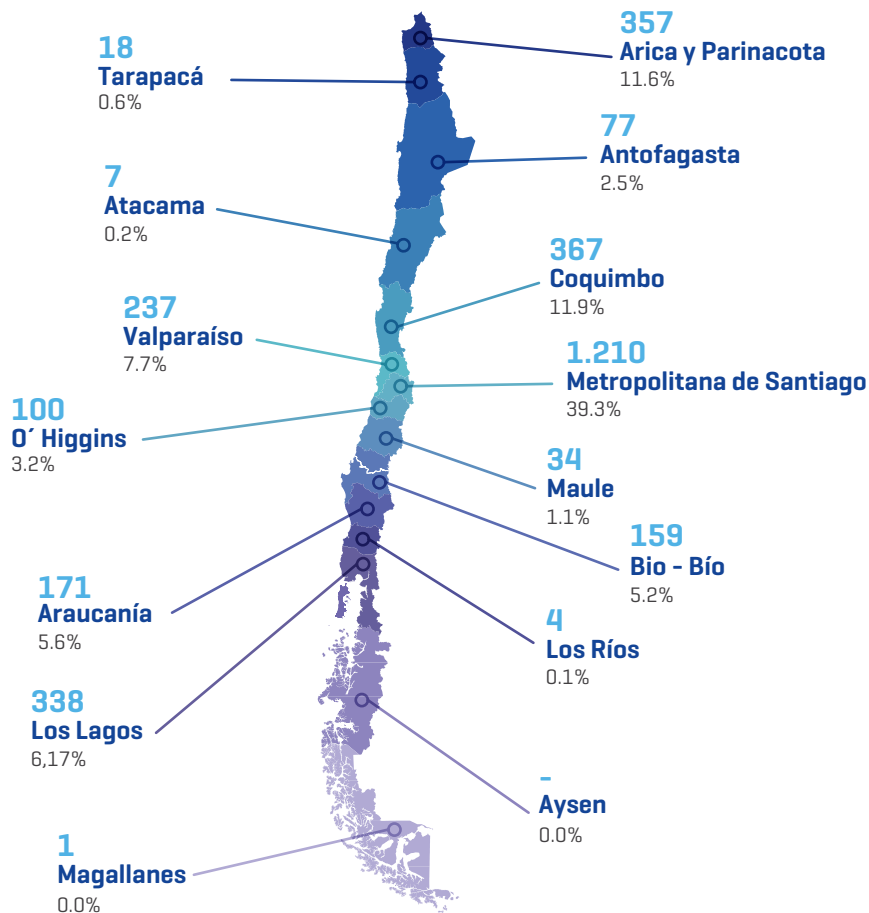 357
Arica y Parinacota
11.6%
18
Tarapacá
0.6%
77
Antofagasta
2.5%
7
Atacama
0.2%
367
Coquimbo
11.9%
237
Valparaíso
7.7%
1.210
Metropolitana de Santiago
39.3%
100
O´ Higgins
3.2%
34
Maule
1.1%
159
Bio - Bío
5.2%
171
Araucanía
5.6%
4
Los Ríos
0.1%
338
Los Lagos
6,17%
-
Aysen
0.0%
1
Magallanes
0.0%